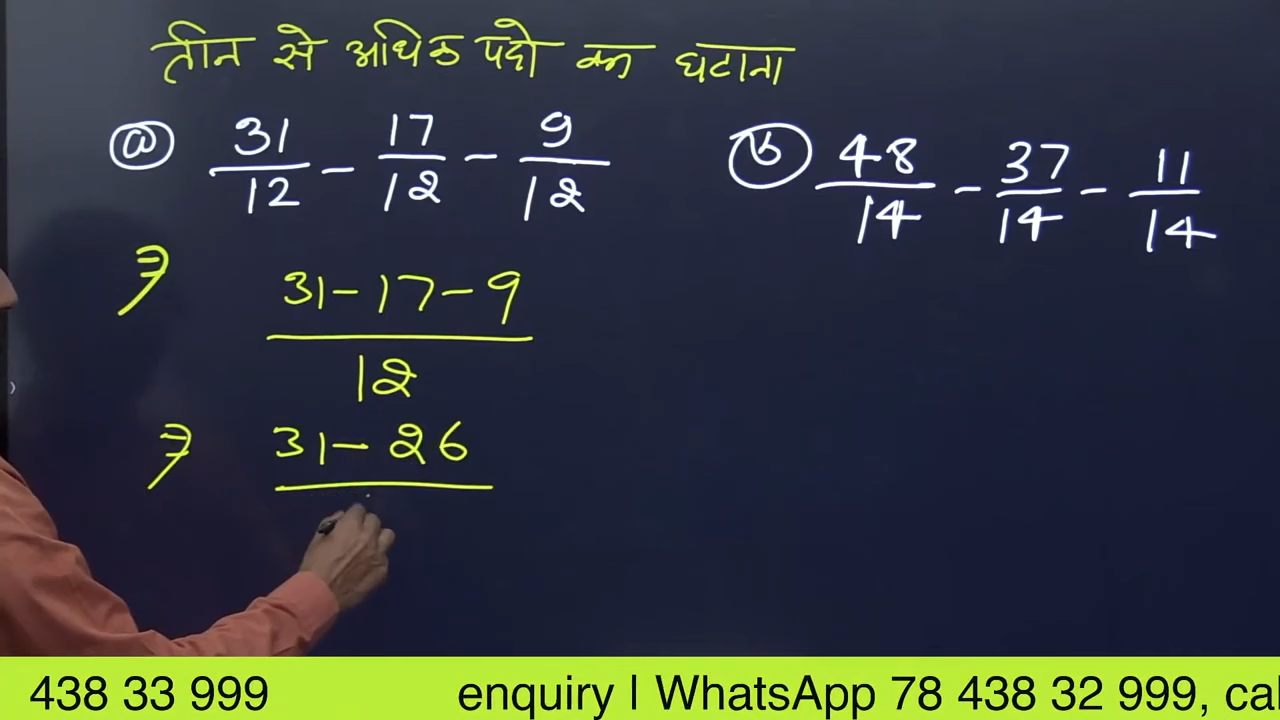 तीन से अधिक पदो का घटाना
@ 31/12 - 17/12 - 9/12
⇒ 31-17-9/12
⇒ 31-26
b 48/14 - 37/14 - 11/14
438 33 999 enquiry I WhatsApp 78 438 32 999, cal